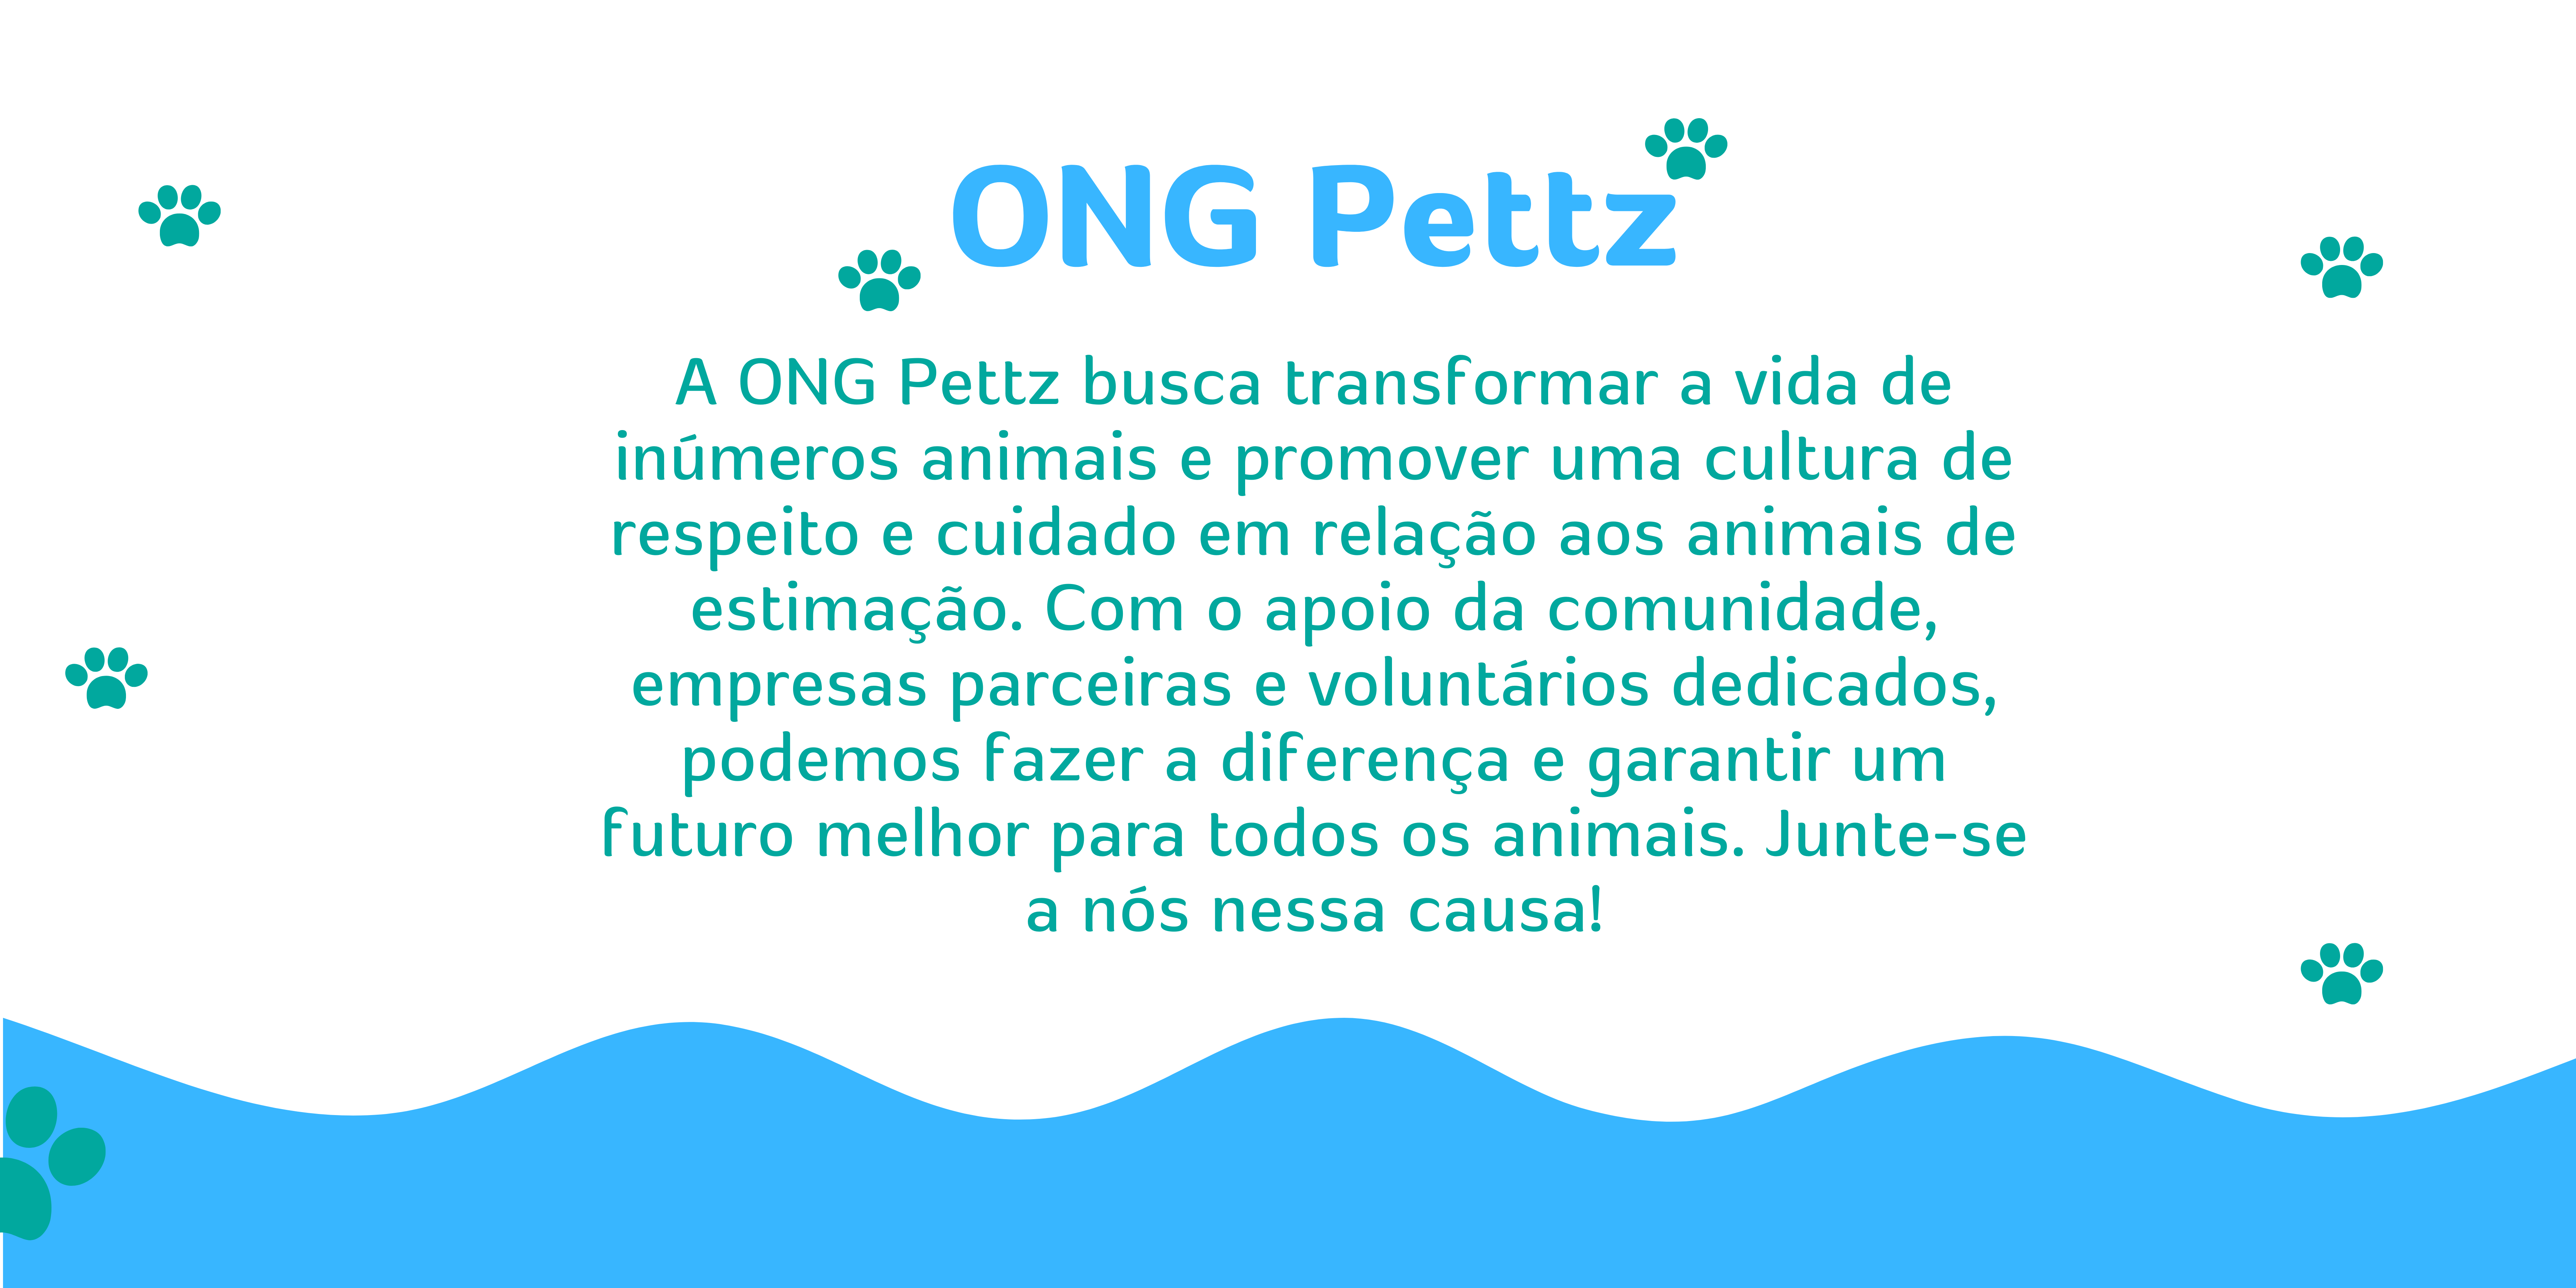 ONG Pettz
A ONG Pettz busca transformar a vida de
inúmeros animais e promover uma cultura de
respeito e cuidado em relação aos animais de
estimação. Com o apoio da comunidade,
empresas parceiras e voluntários dedicados,
podemos fazer a diferença e garantir um
futuro melhor para todos os animais. Junte-se
a nós nessa causa!